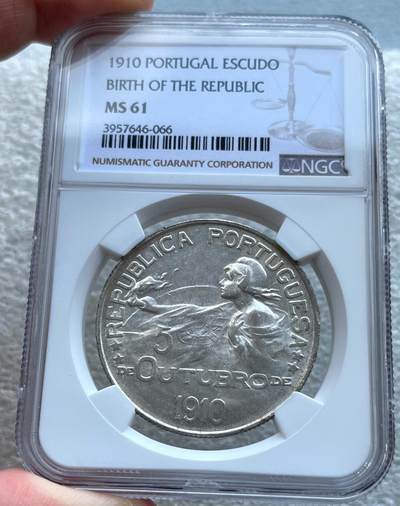 1910 PORTUGAL ESCUDO
BIRTH OF THE REPUBLIC
MS 61
3957646-066
NUMISMATIC GUARANTY CORPORATION
NGC
REPUBLICA PORTUGUESA
5
DE OUTUBRO DE
1910